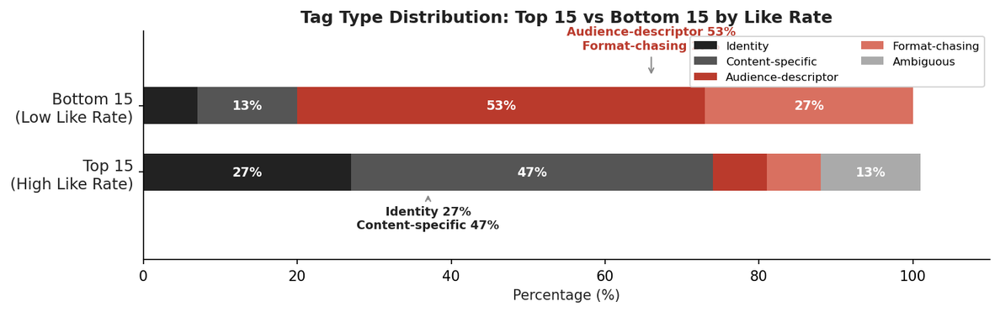 Tag Type Distribution: Top 15 vs Bottom 15 by Like Rate
Audience-descriptor 53%
Format-chasing
Identity
Content-specific
Audience-descriptor
Format-chasing
Ambiguous
Bottom 15
(Low Like Rate)
13%
53%
27%
Top 15
(High Like Rate)
27%
47%
13%
Identity 27%
Content-specific 47%
0
20
40
60
80
100
Percentage (%)